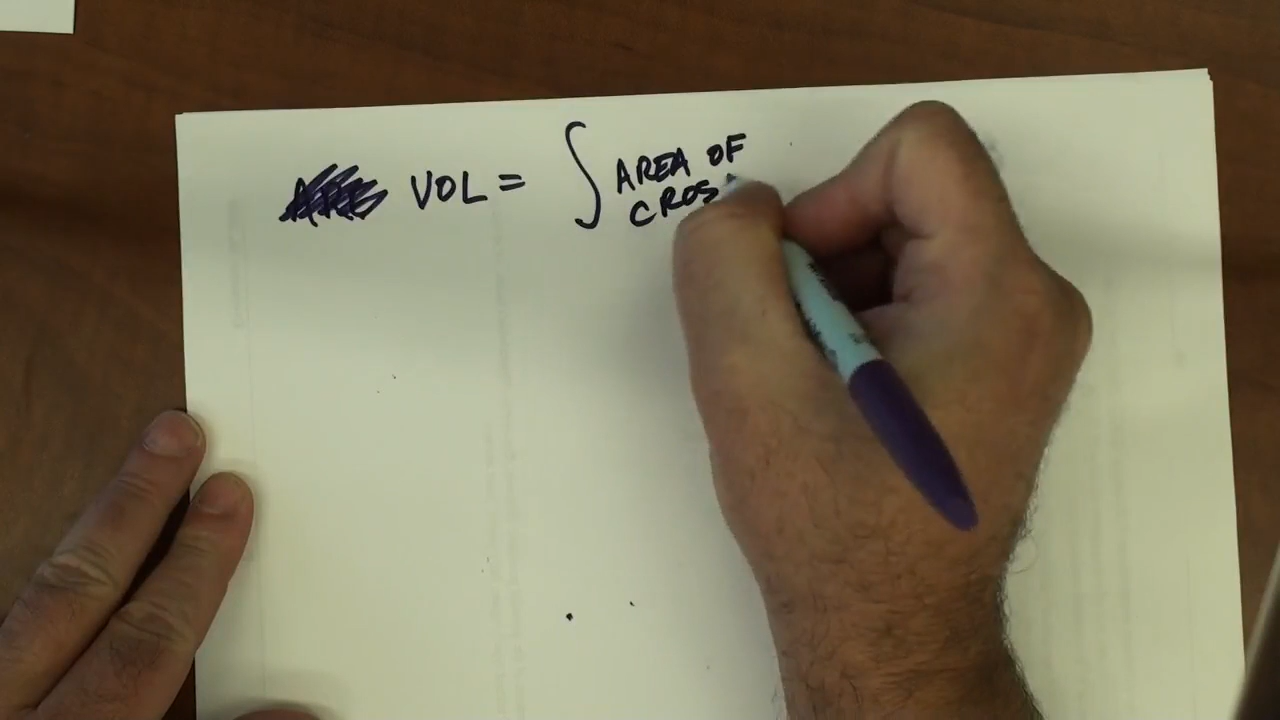 VOL = ∫ AREA OF
CROS